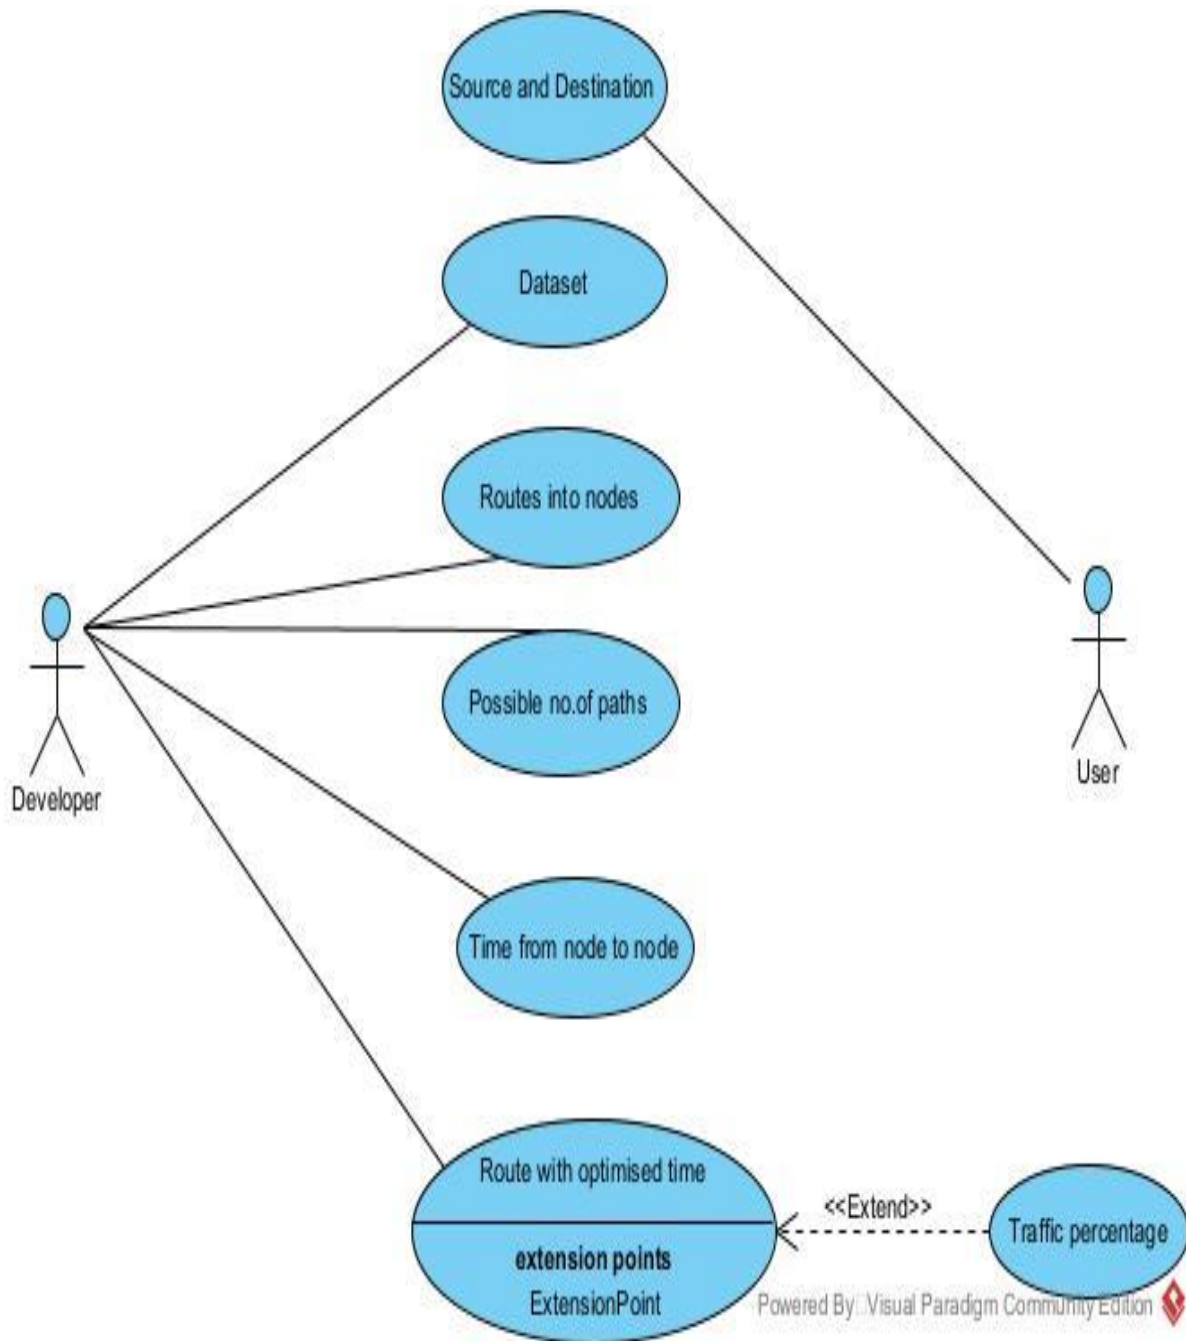 Source and Destination
Dataset
Routes into nodes
Possible no.of paths
Developer
User
Time from node to node
Route with optimised time
<<Extend>>
Traffic percentage
extension points
ExtensionPoint
Powered By Visual Paradigm Community Edition